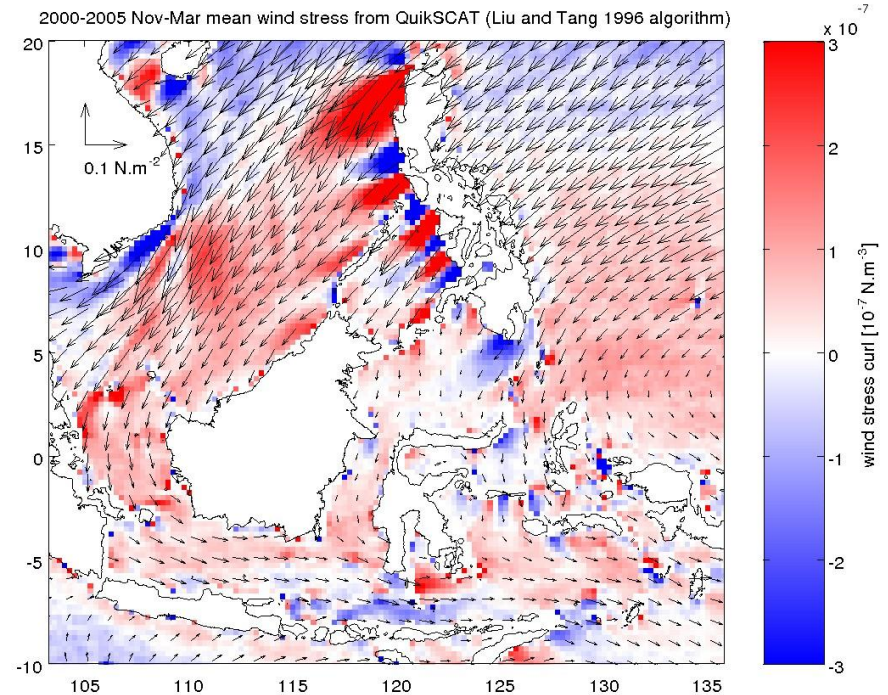 2000-2005 Nov-Mar mean wind stress from QuikSCAT (Liu and Tang 1996 algorithm)
x 10⁻⁷
20
15
10
5
0
-5
-10
0.1 N.m⁻²
105 110 115 120 125 130 135
3
2
1
0
-1
-2
-3
wind stress curl [10⁻⁷ N.m⁻³]